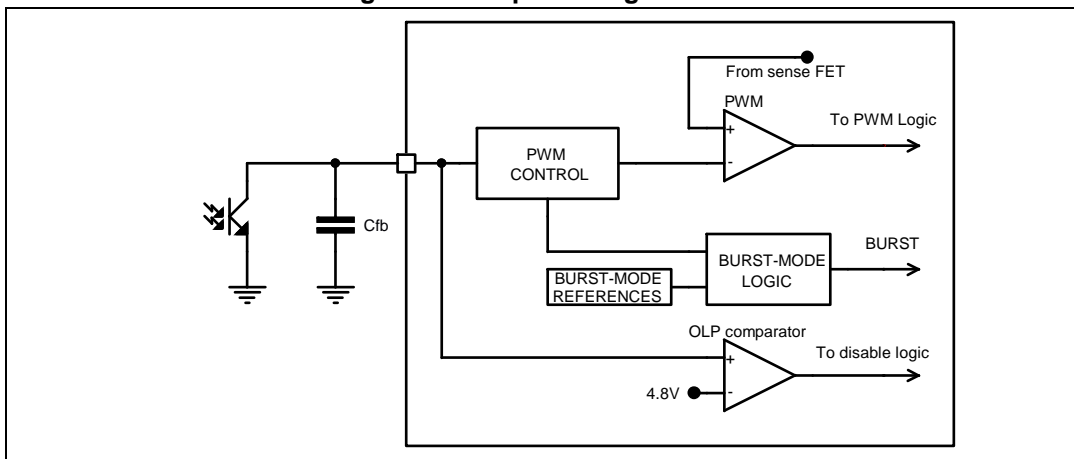 From sense FET
PWM
+
-
To PWM Logic
PWM
CONTROL
Cfb
BURST-MODE
REFERENCES
BURST-MODE
LOGIC
BURST
OLP comparator
+
-
4.8V
To disable logic